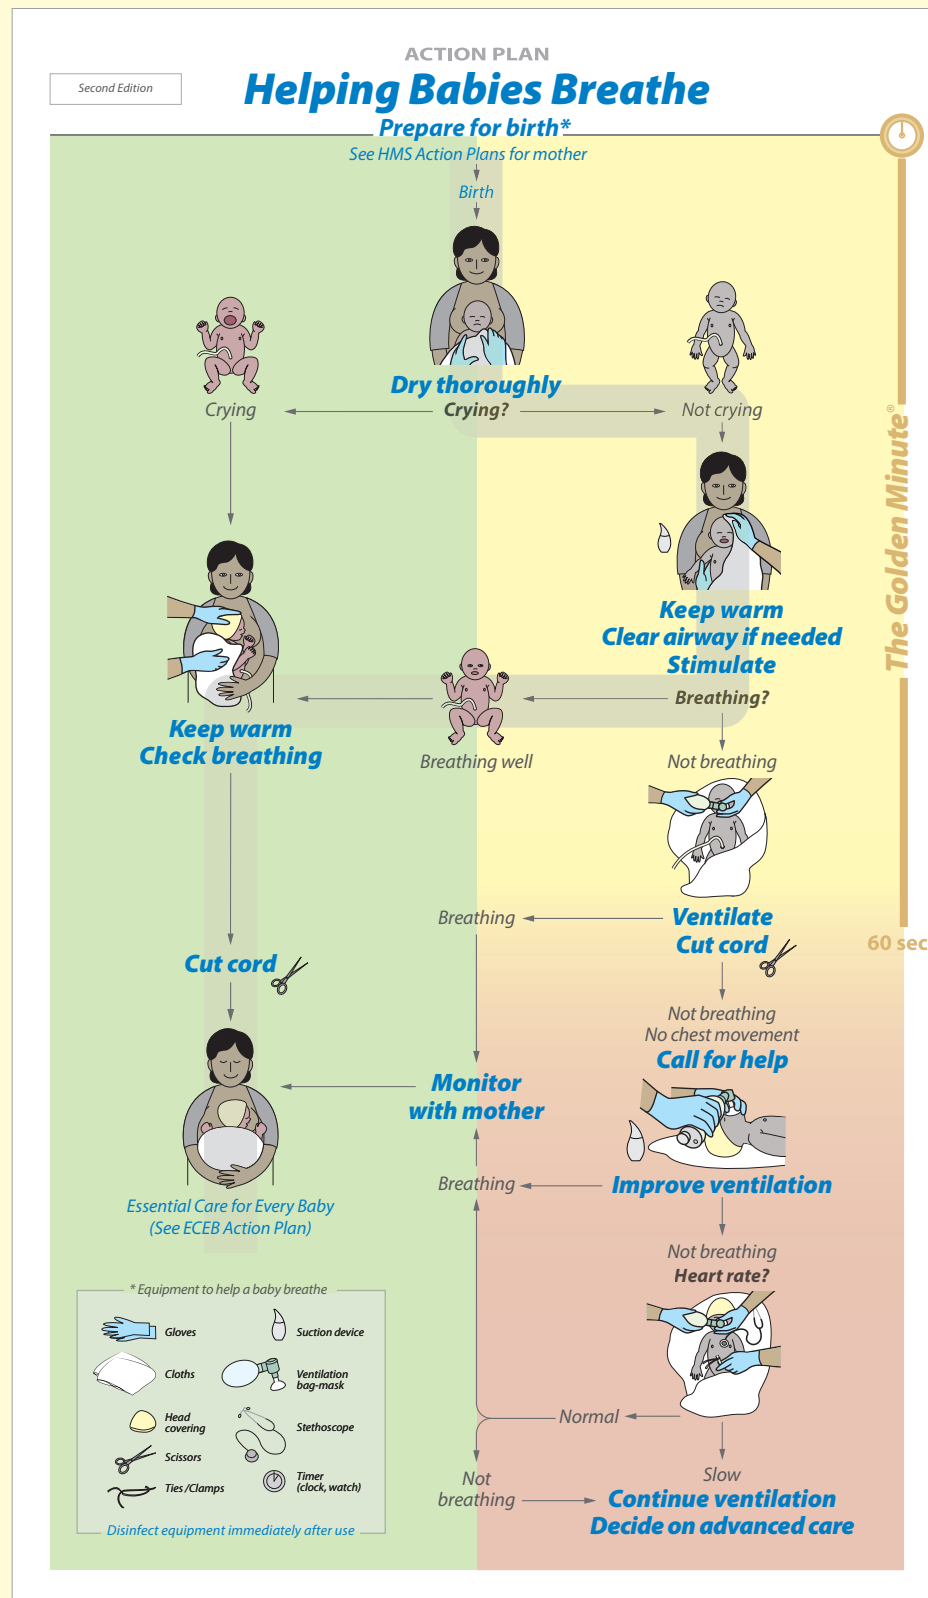 ACTION PLAN
Second Edition
Helping Babies Breathe
Prepare for birth*
See HMS Action Plans for mother
Birth
Dry thoroughly
Crying
Crying?
Not crying
The Golden Minute®
Keep warm
Clear airway if needed
Stimulate
Breathing?
Keep warm
Check breathing
Breathing well
Not breathing
Breathing
Ventilate
Cut cord
60 sec
Cut cord
Not breathing
No chest movement
Call for help
Monitor
with mother
Breathing
Improve ventilation
Essential Care for Every Baby
(See ECEB Action Plan)
Not breathing
Heart rate?
Normal
Slow
Not
breathing
Continue ventilation
Decide on advanced care
* Equipment to help a baby breathe
Gloves
Suction device
Cloths
Ventilation
bag-mask
Head
covering
Stethoscope
Scissors
Timer
(clock, watch)
Ties /Clamps
Disinfect equipment immediately after use